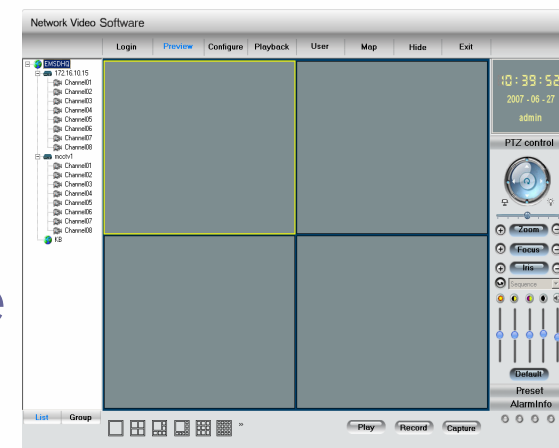 Network Video Software
Login Preview Configure Playback User Map Hide Exit
EMSDHQ
172.16.10.15
Channel01
Channel02
Channel03
Channel04
Channel05
Channel06
Channel07
Channel08
mcctv1
Channel01
Channel02
Channel03
Channel04
Channel05
Channel06
Channel07
Channel08
KB
10:39:52
2007-06-27
admin
PTZ control
Zoom
Focus
Iris
Sequence
Default
Preset
AlarmInfo
List Group
»
Play Record Capture
e